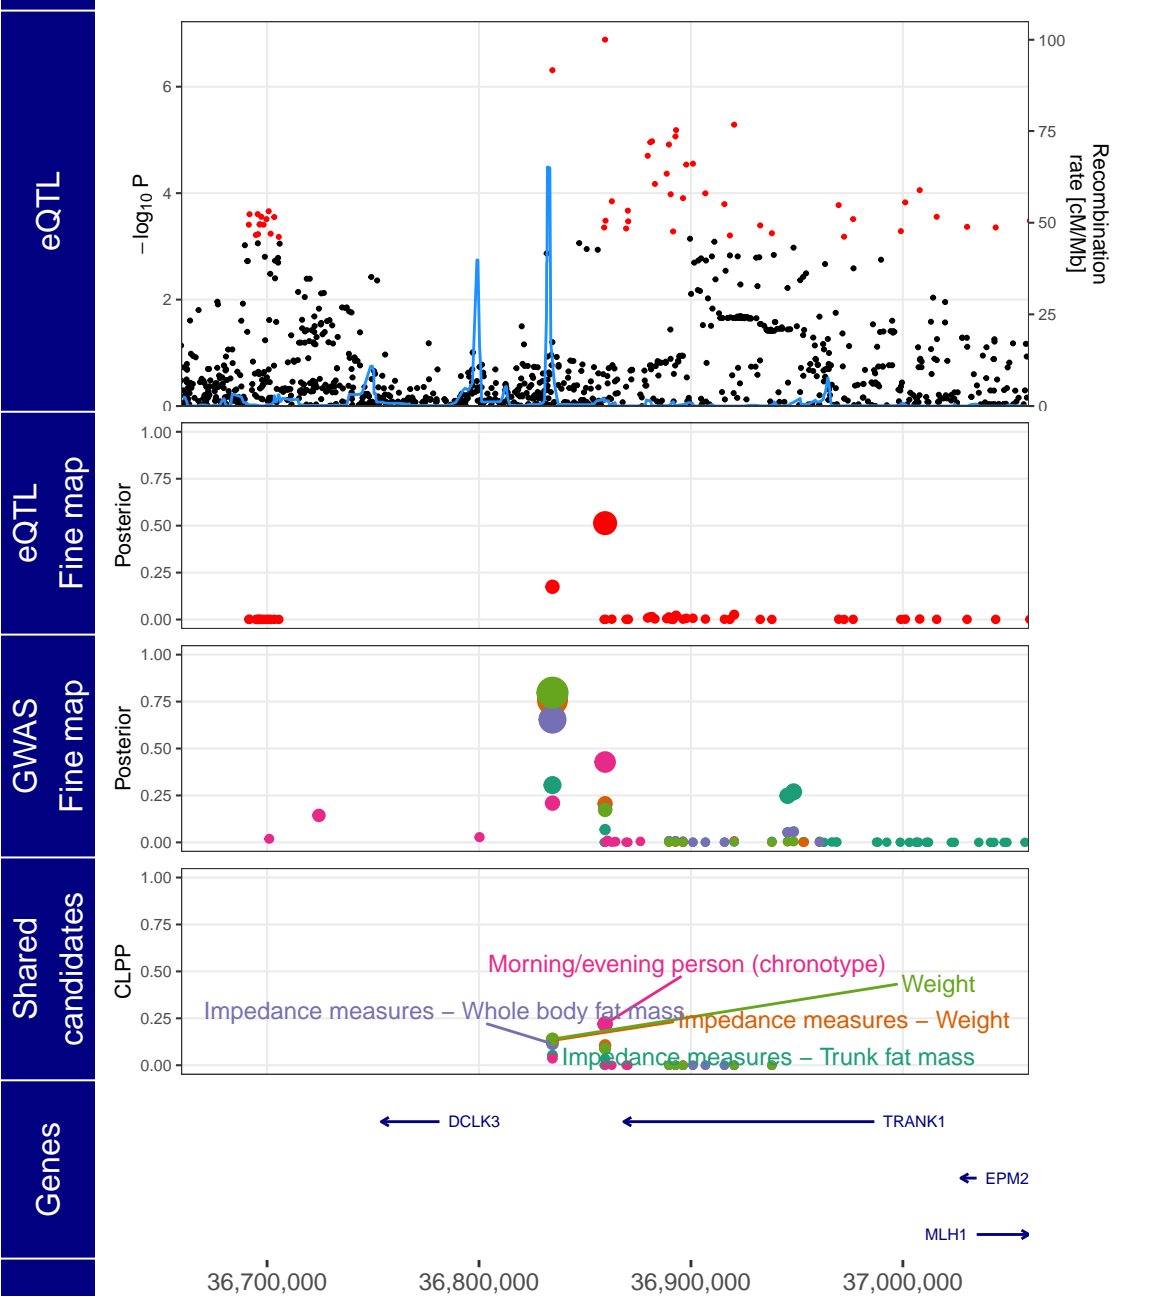 eQTL
−log10 P
6
4
2
0
100
75
50
25
0
Recombination
rate [cM/Mb]
eQTL
Fine map
Posterior
1.00
0.75
0.50
0.25
0.00
GWAS
Fine map
Posterior
1.00
0.75
0.50
0.25
0.00
Shared
candidates
CLPP
1.00
0.75
0.50
0.25
0.00
Morning/evening person (chronotype)
Weight
Impedance measures − Whole body fat mass
Impedance measures − Weight
Impedance measures − Trunk fat mass
Genes
DCLK3
TRANK1
EPM2
MLH1
36,700,000
36,800,000
36,900,000
37,000,000